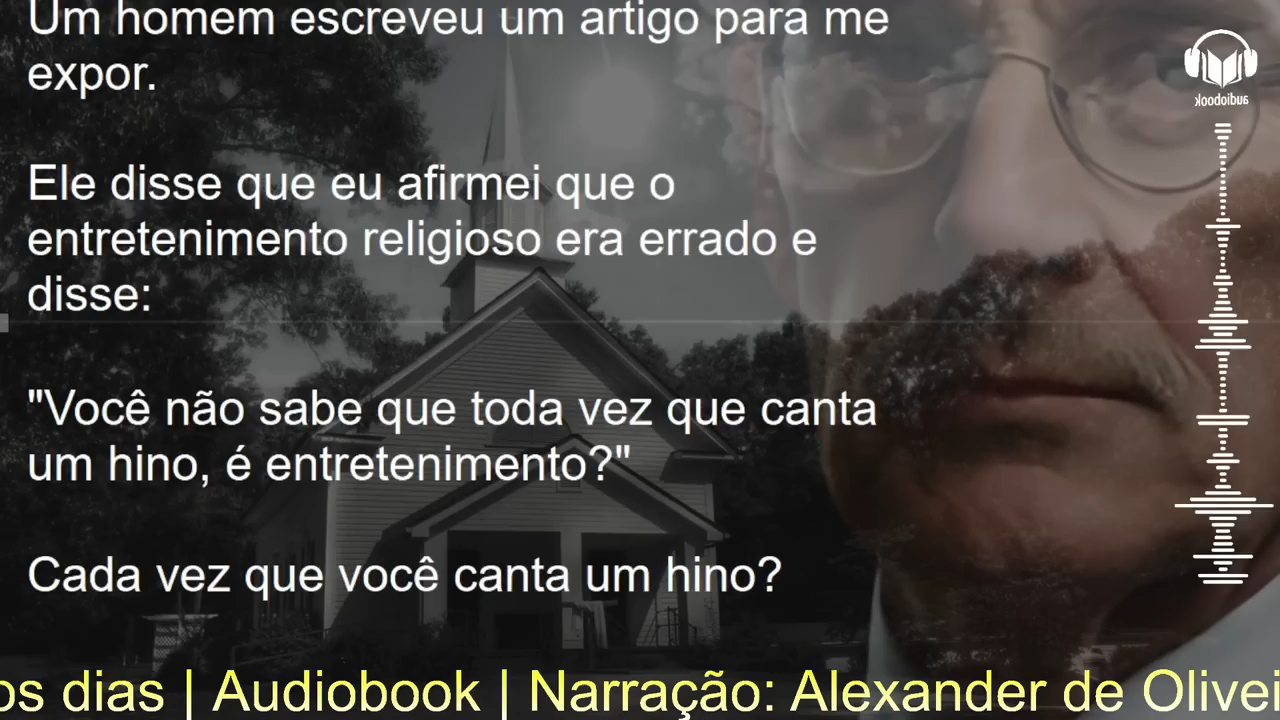 Um homem escreveu um artigo para me
expor.
Ele disse que eu afirmei que o
entretenimento religioso era errado e
disse:
"Você não sabe que toda vez que canta
um hino, é entretenimento?"
Cada vez que você canta um hino?
audiobook
os dias | Audiobook | Narração: Alexander de Olivei